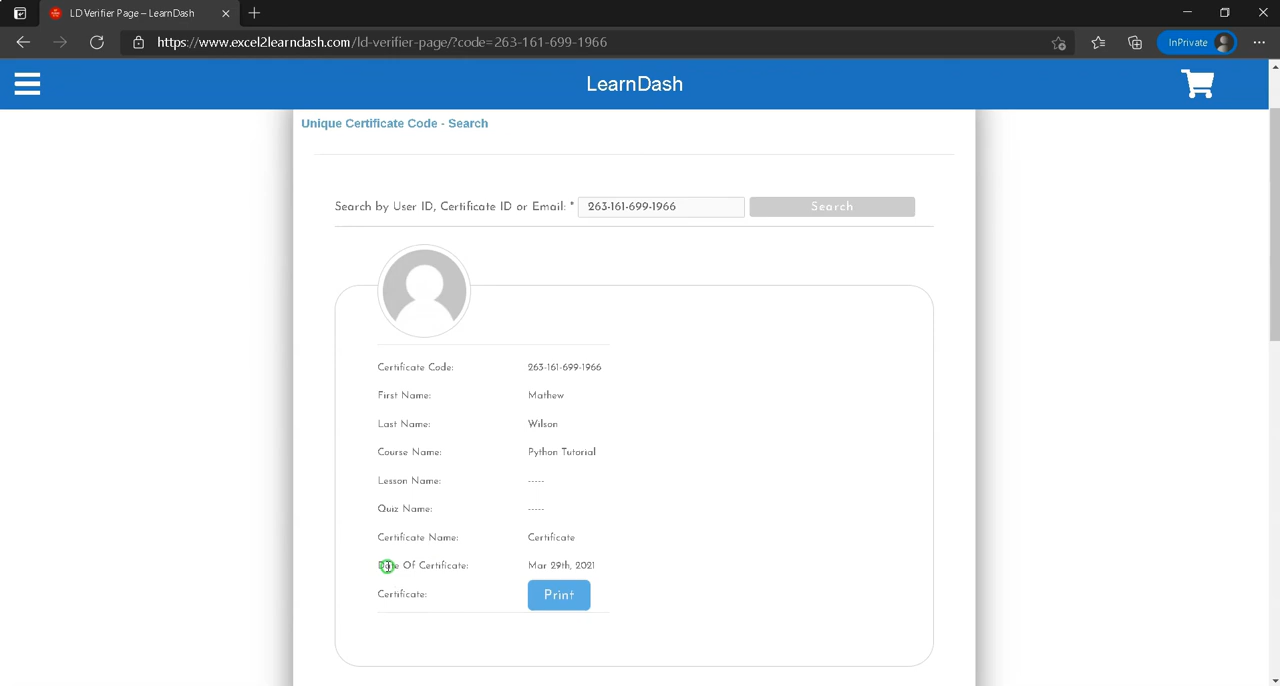 LD Verifier Page – LearnDash
https://www.excel2learndash.com/ld-verifier-page/?code=263-161-699-1966
InPrivate
LearnDash
Unique Certificate Code - Search
Search by User ID, Certificate ID or Email: * 263-161-699-1966 Search
Certificate Code: 263-161-699-1966
First Name: Mathew
Last Name: Wilson
Course Name: Python Tutorial
Lesson Name: -----
Quiz Name: -----
Certificate Name: Certificate
Date Of Certificate: Mar 29th, 2021
Certificate: Print